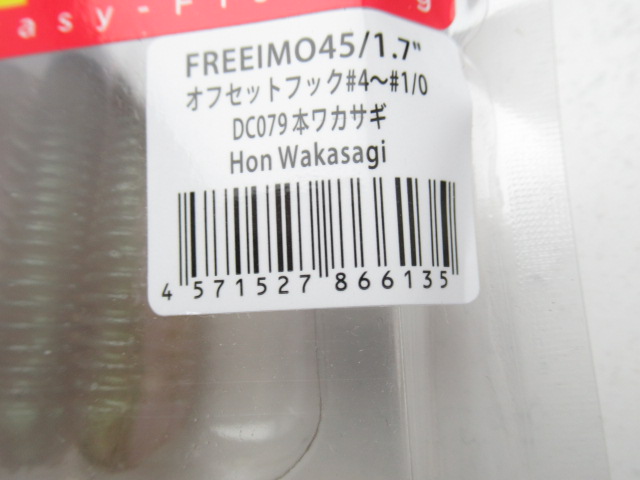 asy-F
FREEIMO45/1.7"
オフセットフック#4～#1/0
DC079 本ワカサギ
Hon Wakasagi
4 571527 866135